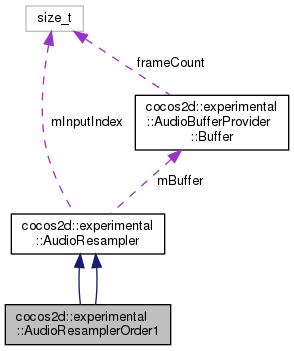 size_t
frameCount
cocos2d::experimental
::AudioBufferProvider
::Buffer
mInputIndex
mBuffer
cocos2d::experimental
::AudioResampler
cocos2d::experimental
::AudioResamplerOrder1